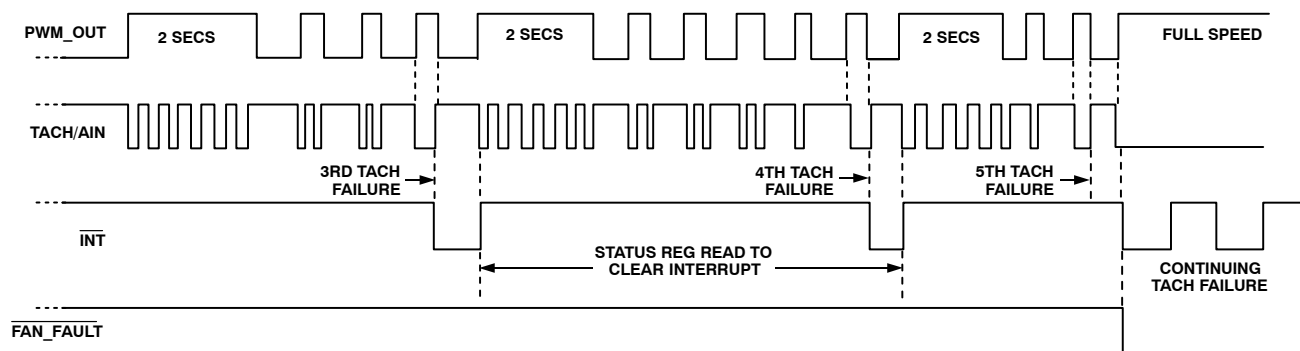 PWM_OUT
2 SECS
2 SECS
2 SECS
FULL SPEED
TACH/AIN
3RD TACH
FAILURE
4TH TACH
FAILURE
5TH TACH
FAILURE
INT
STATUS REG READ TO
CLEAR INTERRUPT
CONTINUING
TACH FAILURE
FAN_FAULT